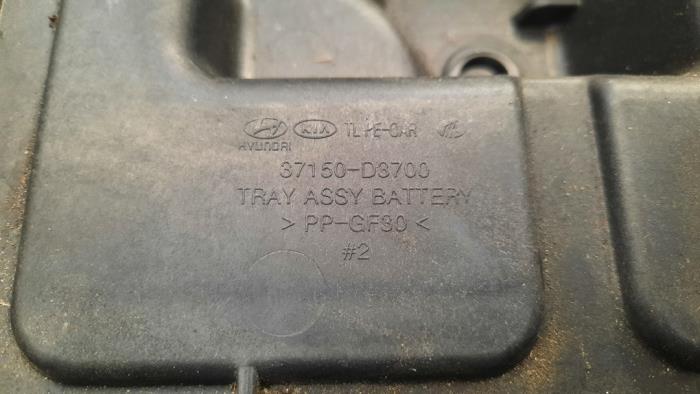 HYUNDAI KIA TL PE-CAR
37150-D3700
TRAY ASSY BATTERY
> PP-GF30 <
#2